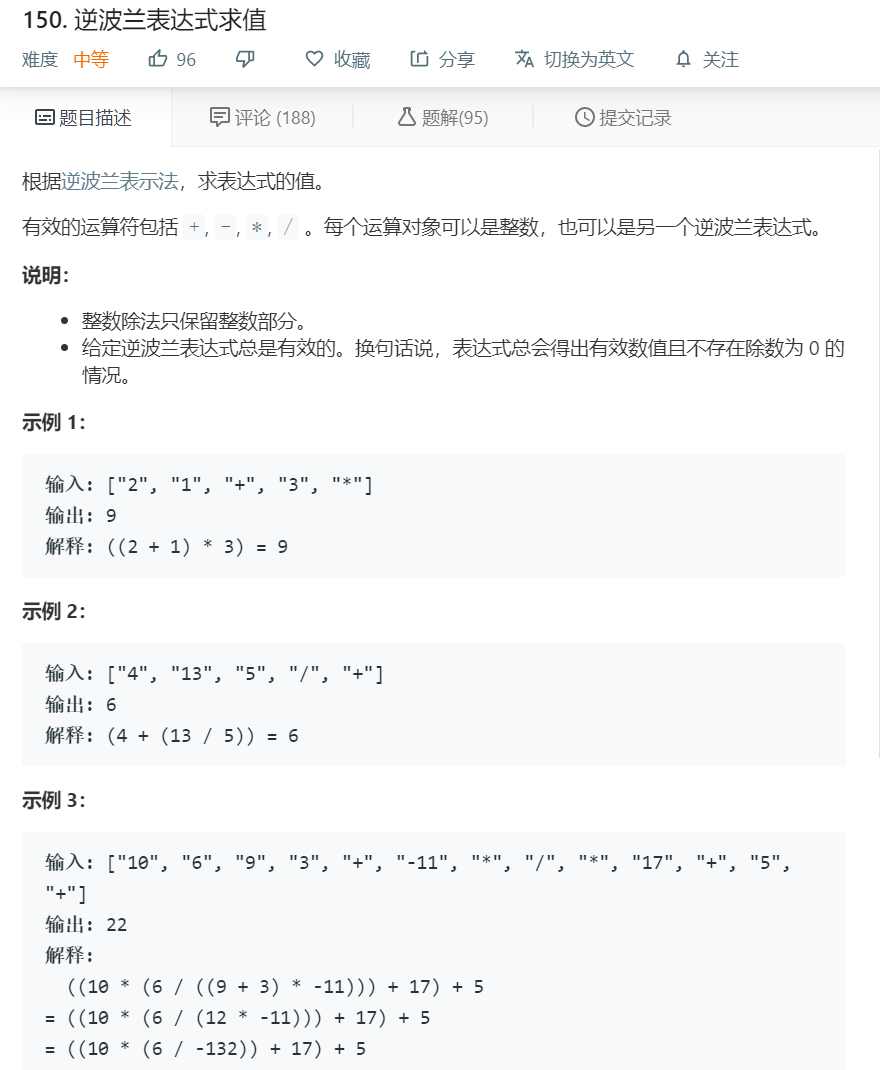 150. 逆波兰表达式求值
难度 中等 96 收藏 分享 切换为英文 关注
题目描述 评论 (188) 题解(95) 提交记录
根据逆波兰表示法，求表达式的值。
有效的运算符包括 +, -, *, / 。每个运算对象可以是整数，也可以是另一个逆波兰表达式。
说明：
整数除法只保留整数部分。
给定逆波兰表达式总是有效的。换句话说，表达式总会得出有效数值且不存在除数为 0 的
情况。
示例 1：
输入: ["2", "1", "+", "3", "*"]
输出: 9
解释: ((2 + 1) * 3) = 9
示例 2：
输入: ["4", "13", "5", "/", "+"]
输出: 6
解释: (4 + (13 / 5)) = 6
示例 3：
输入: ["10", "6", "9", "3", "+", "-11", "*", "/", "*", "17", "+", "5",
"+"]
输出: 22
解释:
((10 * (6 / ((9 + 3) * -11))) + 17) + 5
= ((10 * (6 / (12 * -11))) + 17) + 5
= ((10 * (6 / -132)) + 17) + 5